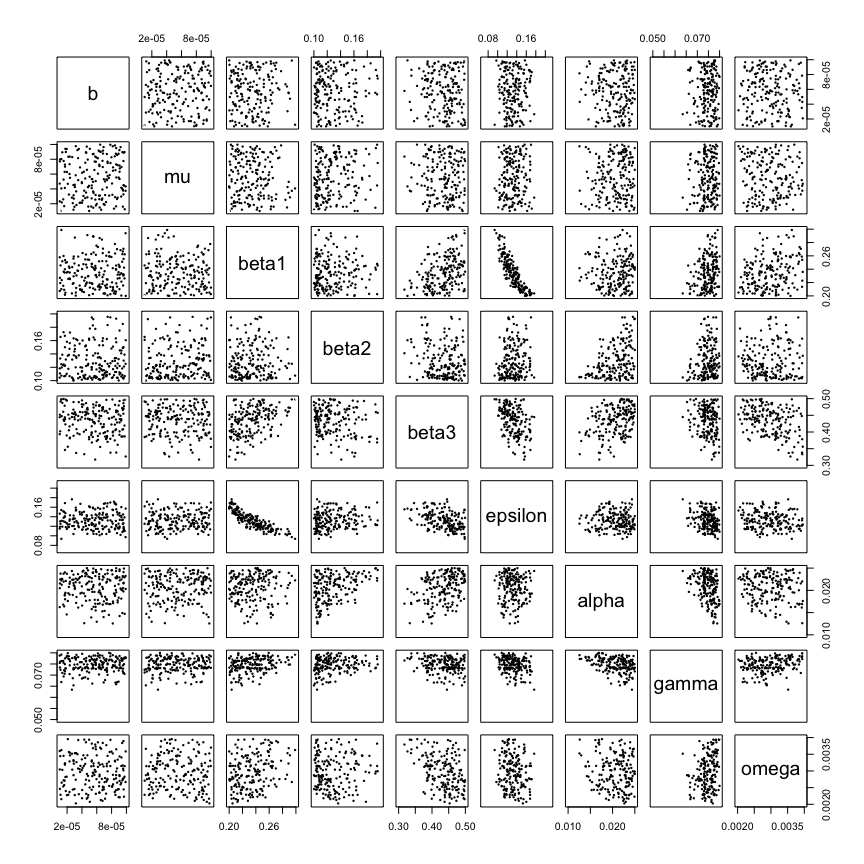 2e-05 8e-05 0.10 0.16 0.08 0.16 0.050 0.070
b
2e-05 8e-05
2e-05 8e-05
mu
beta1
0.20 0.26
0.10 0.16
beta2
beta3
0.30 0.40 0.50
0.08 0.16
epsilon
alpha
0.010 0.020
0.050 0.070
gamma
omega
0.0020 0.0035
2e-05 8e-05 0.20 0.26 0.30 0.40 0.50 0.010 0.020 0.0020 0.0035